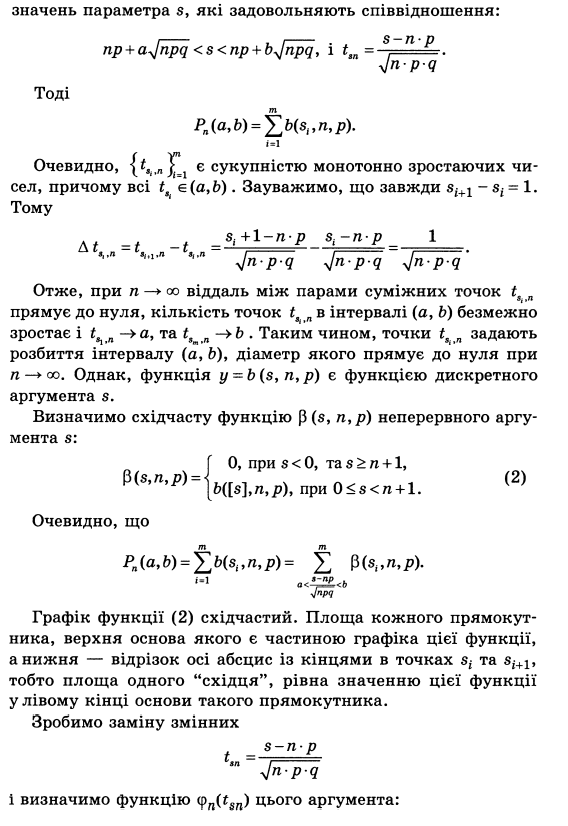 значень параметра s, які задовольняють співвідношення:
np + a√npq < s < np + b√npq, і t_sn = (s − n · p)/√(n · p · q).
Тоді
P_n(a,b) = ∑_{i=1}^{m} b(s_i, n, p).
Очевидно, {t_{s_i,n}}_{i=1}^{m} є сукупністю монотонно зростаючих чи-
сел, причому всі t_{s_i} ∈ (a,b) . Зауважимо, що завжди s_{i+1} − s_i = 1.
Тому
Δ t_{s_i,n} = t_{s_{i+1},n} − t_{s_i,n} = (s_i + 1 − n · p)/√(n · p · q) − (s_i − n · p)/√(n · p · q) = 1/√(n · p · q).
Отже, при n → ∞ віддаль між парами суміжних точок t_{s_i,n}
прямує до нуля, кількість точок t_{s_i,n} в інтервалі (a, b) безмежно
зростає і t_{s_1,n} → a, та t_{s_m,n} → b . Таким чином, точки t_{s_i,n} задають
розбиття інтервалу (a, b), діаметр якого прямує до нуля при
n → ∞. Однак, функція y = b (s, n, p) є функцією дискретного
аргумента s.
Визначимо східчасту функцію β (s, n, p) неперервного аргу-
мента s:
β(s, n, p) = { 0, при s < 0, та s ≥ n + 1,
b([s], n, p), при 0 ≤ s < n + 1. (2)
Очевидно, що
P_n(a,b) = ∑_{i=1}^{m} b(s_i, n, p) = ∑_{a < (s−np)/√npq < b}^{m} β(s_i, n, p).
Графік функції (2) східчастий. Площа кожного прямокут-
ника, верхня основа якого є частиною графіка цієї функції,
а нижня — відрізок осі абсцис із кінцями в точках s_i та s_{i+1},
тобто площа одного “східця”, рівна значенню цієї функції
у лівому кінці основи такого прямокутника.
Зробимо заміну змінних
t_sn = (s − n · p)/√(n · p · q)
і визначимо функцію φ_n(t_sn) цього аргумента: